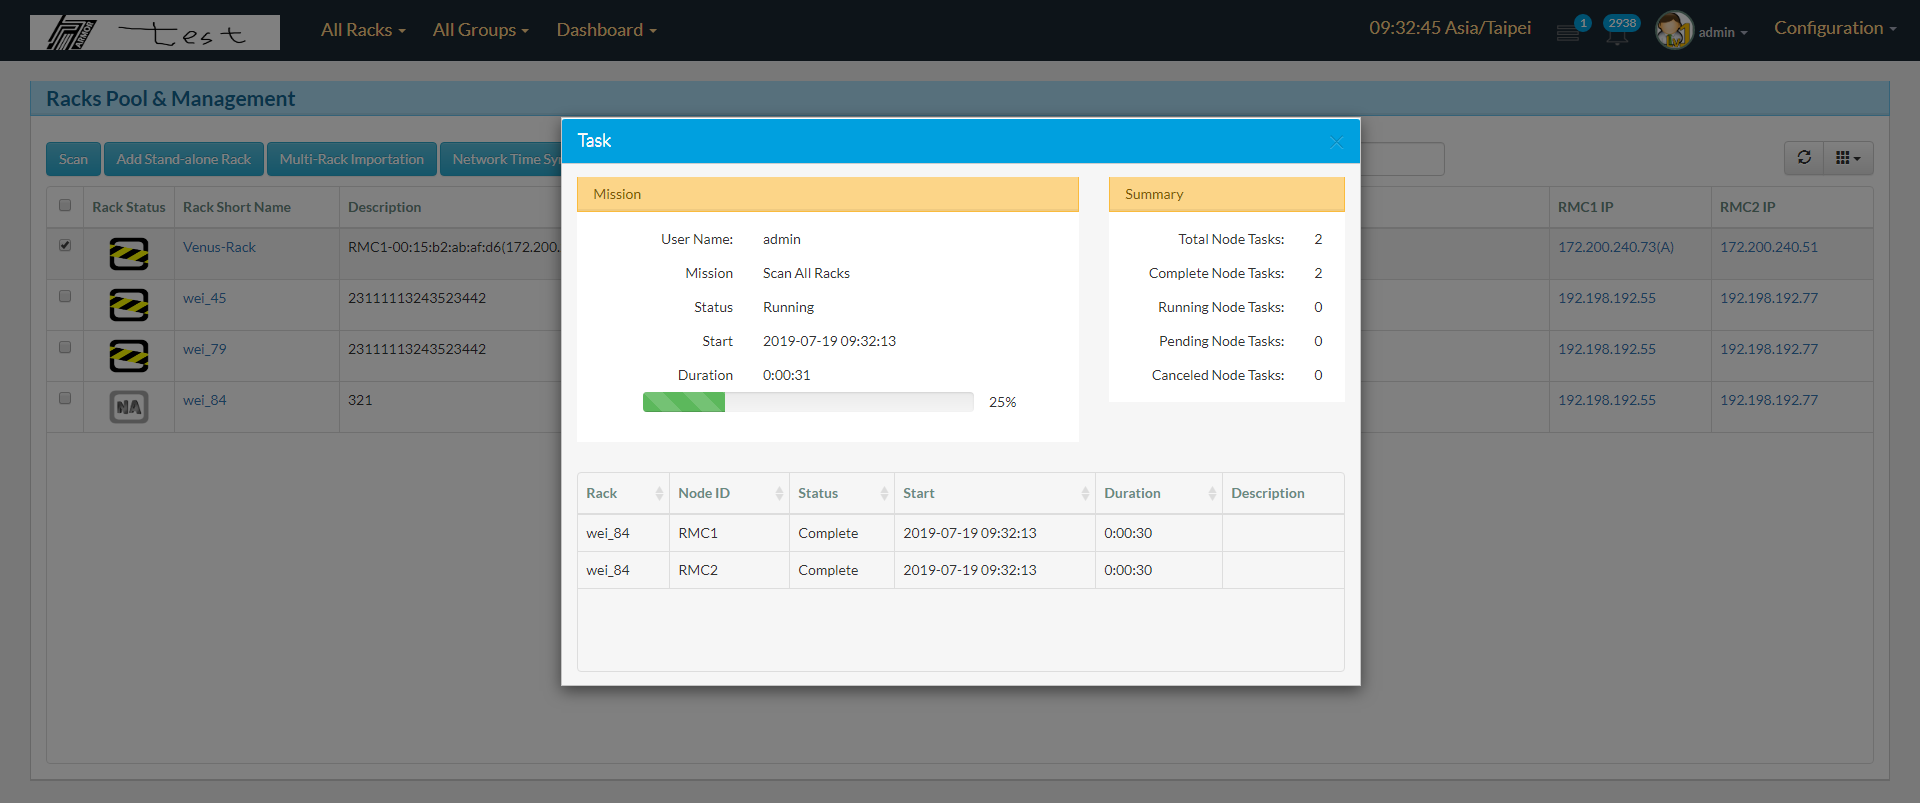 ARMOR test All Racks All Groups Dashboard 09:32:45 Asia/Taipei 1 2938 admin Configuration
Racks Pool & Management
Task
Scan Add Stand-alone Rack Multi-Rack Importation Network Time
Rack Status Rack Short Name Description RMC1 IP RMC2 IP
Venus-Rack RMC1-00:15:b2:ab:af:d6(172.200. 172.200.240.73(A) 172.200.240.51
wei_45 23111113243523442 192.198.192.55 192.198.192.77
wei_79 23111113243523442 192.198.192.55 192.198.192.77
NA wei_84 321 192.198.192.55 192.198.192.77
Mission
User Name: admin
Mission Scan All Racks
Status Running
Start 2019-07-19 09:32:13
Duration 0:00:31
25%
Summary
Total Node Tasks: 2
Complete Node Tasks: 2
Running Node Tasks: 0
Pending Node Tasks: 0
Canceled Node Tasks: 0
Rack Node ID Status Start Duration Description
wei_84 RMC1 Complete 2019-07-19 09:32:13 0:00:30
wei_84 RMC2 Complete 2019-07-19 09:32:13 0:00:30